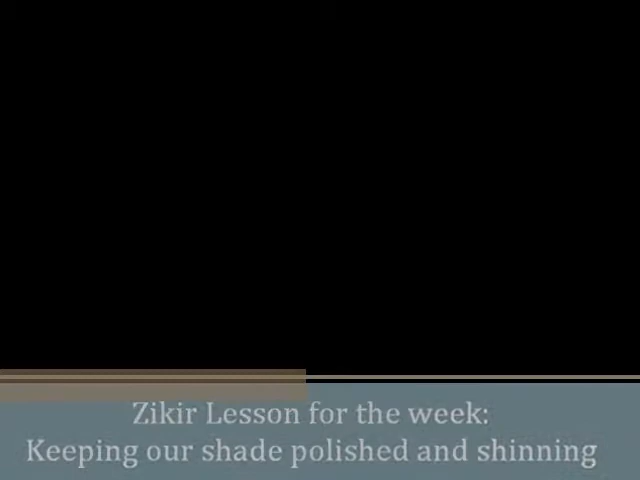 Zikir Lesson for the week:
Keeping our shade polished and shinning